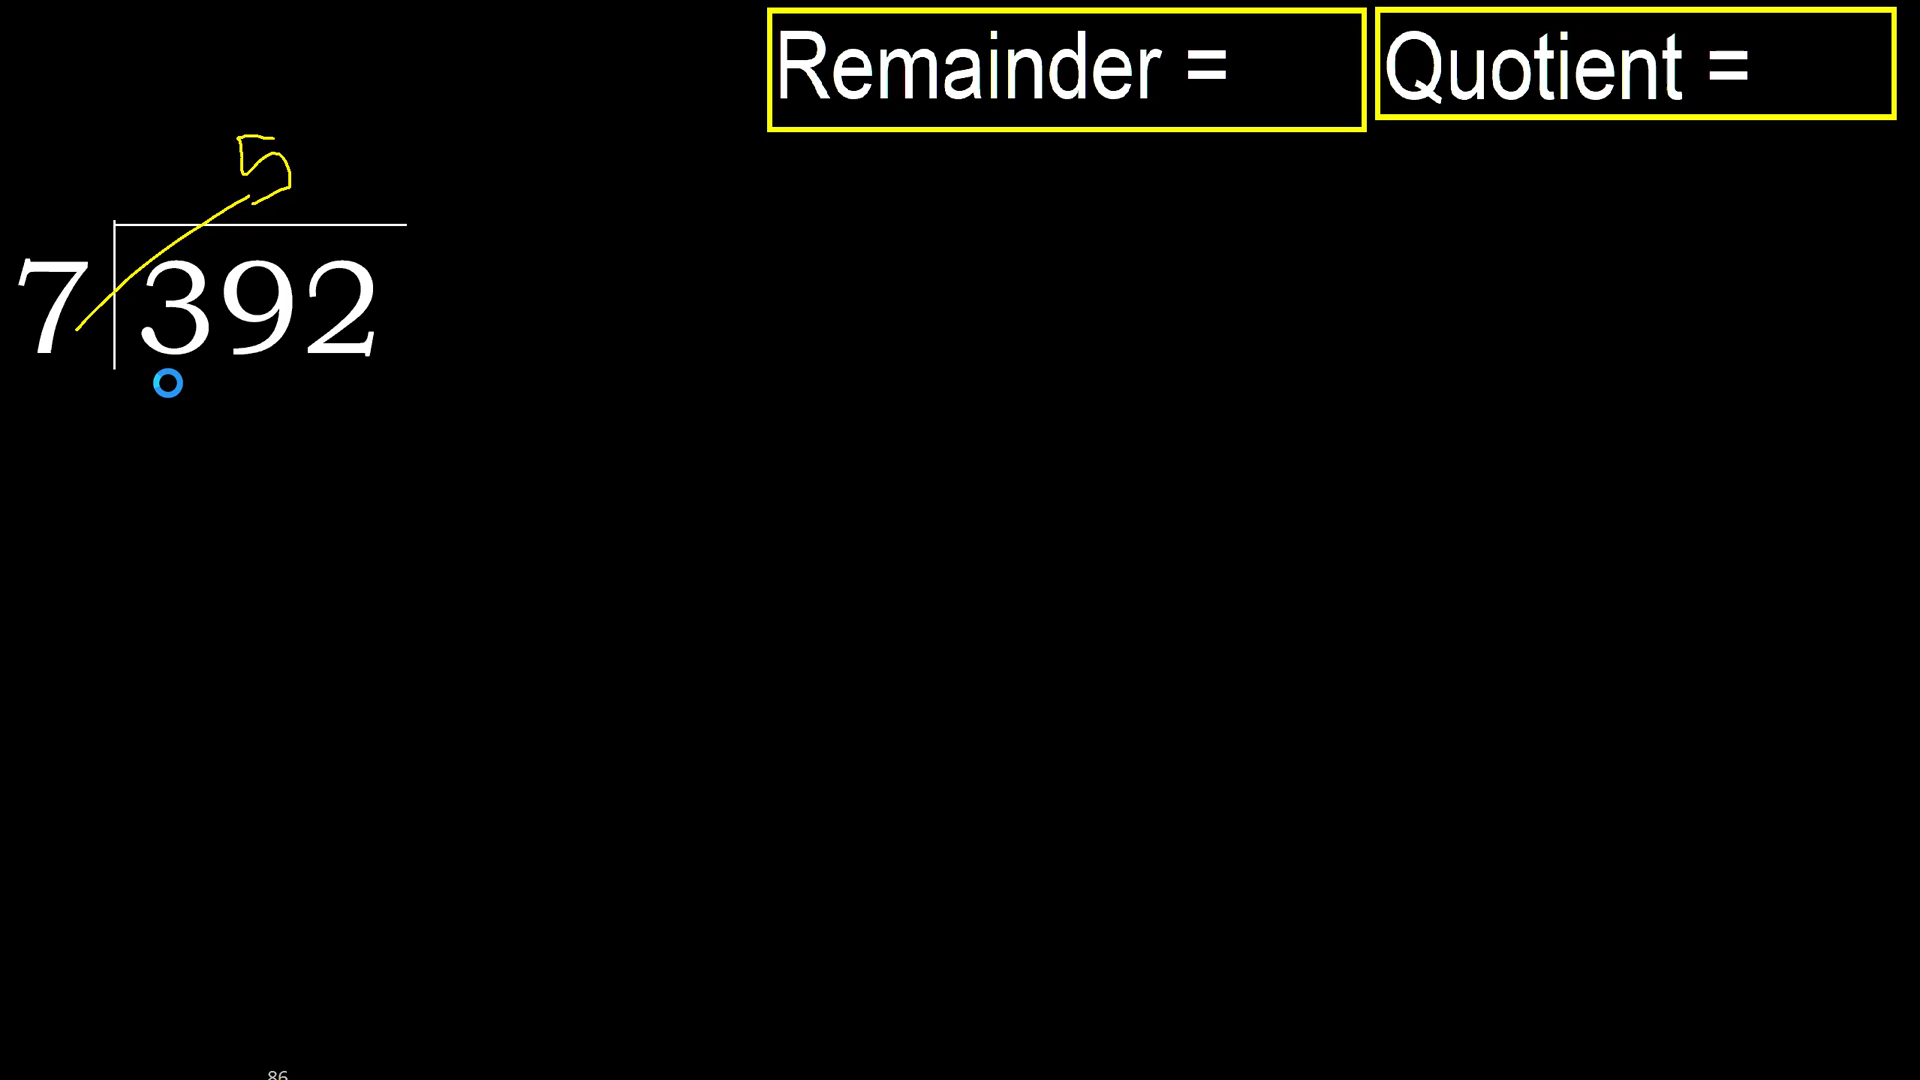 Remainder = Quotient =
5
7 392
86